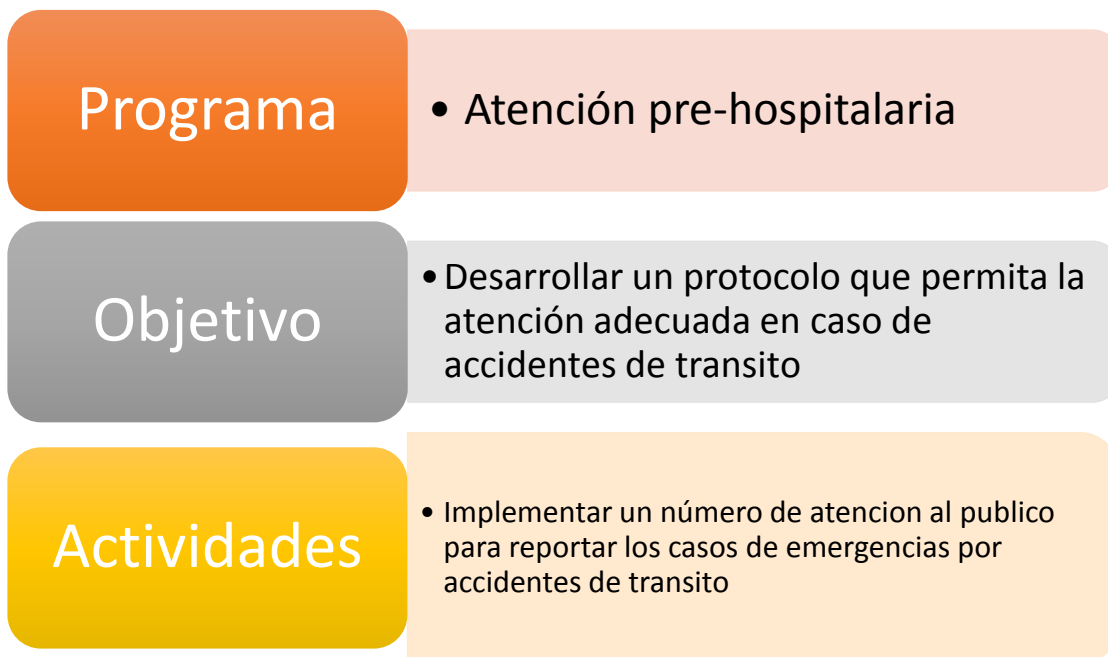 Programa
• Atención pre-hospitalaria
Objetivo
• Desarrollar un protocolo que permita la
atención adecuada en caso de
accidentes de transito
Actividades
• Implementar un número de atencion al publico
para reportar los casos de emergencias por
accidentes de transito